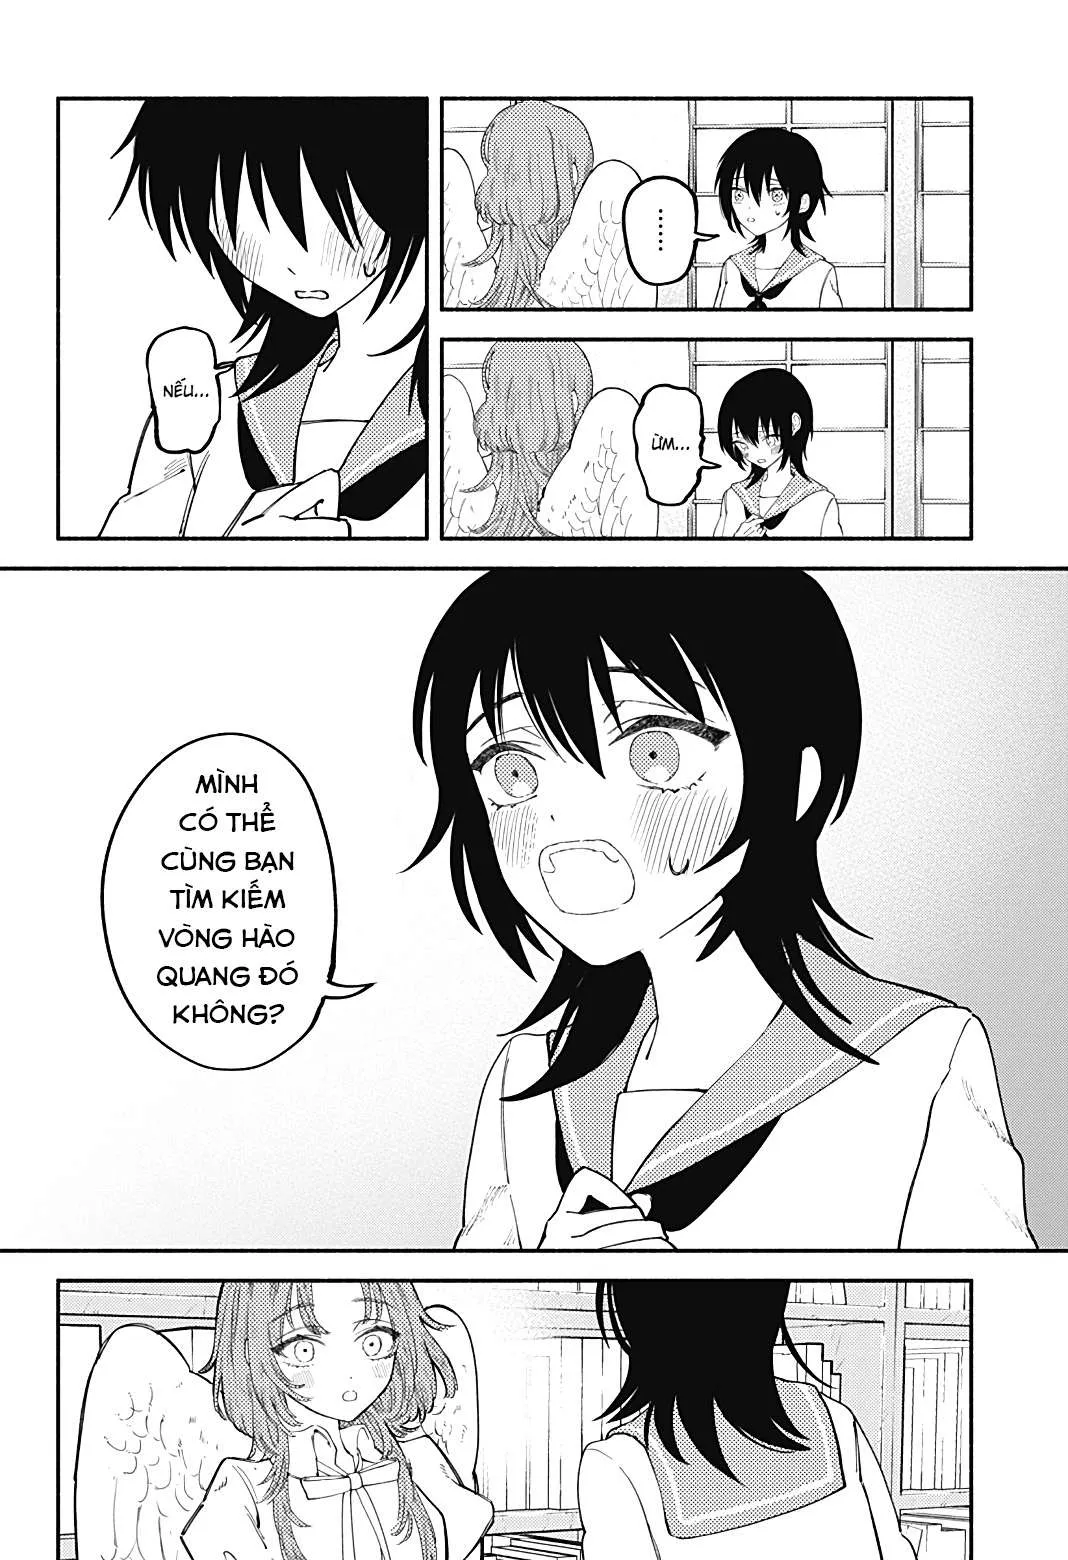 ………
ỪM...
NẾU...
MÌNH
CÓ THỂ
CÙNG BẠN
TÌM KIẾM
VÒNG HÀO
QUANG ĐÓ
KHÔNG?